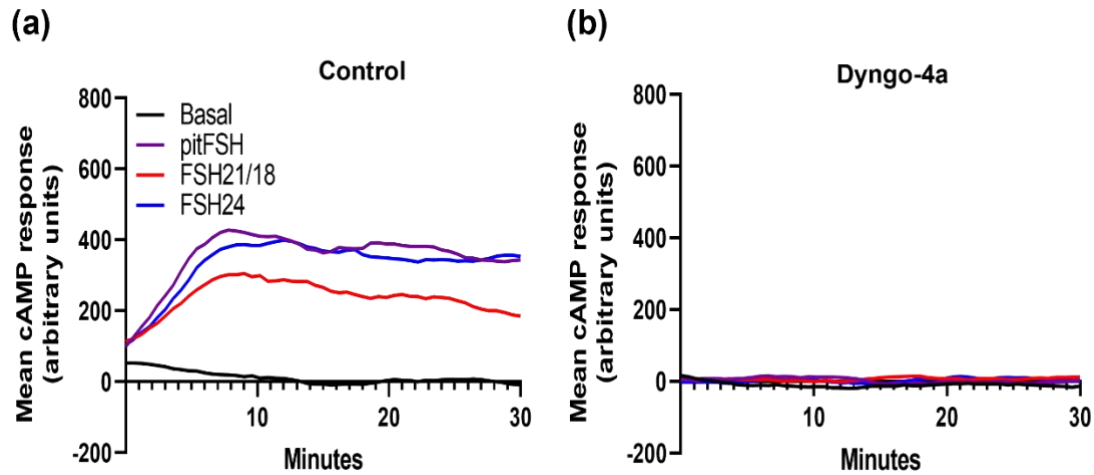 (a)
Control
Mean cAMP response
(arbitrary units)
800
600
400
200
0
-200
Basal
pitFSH
FSH21/18
FSH24
10
20
30
Minutes
(b)
Dyngo-4a
Mean cAMP response
(arbitrary units)
800
600
400
200
0
-200
10
20
30
Minutes